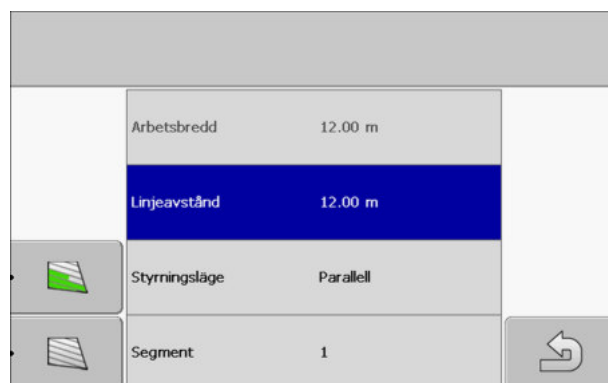 Arbetsbredd 12.00 m
Linjeavstånd 12.00 m
Styrningsläge Parallell
Segment 1